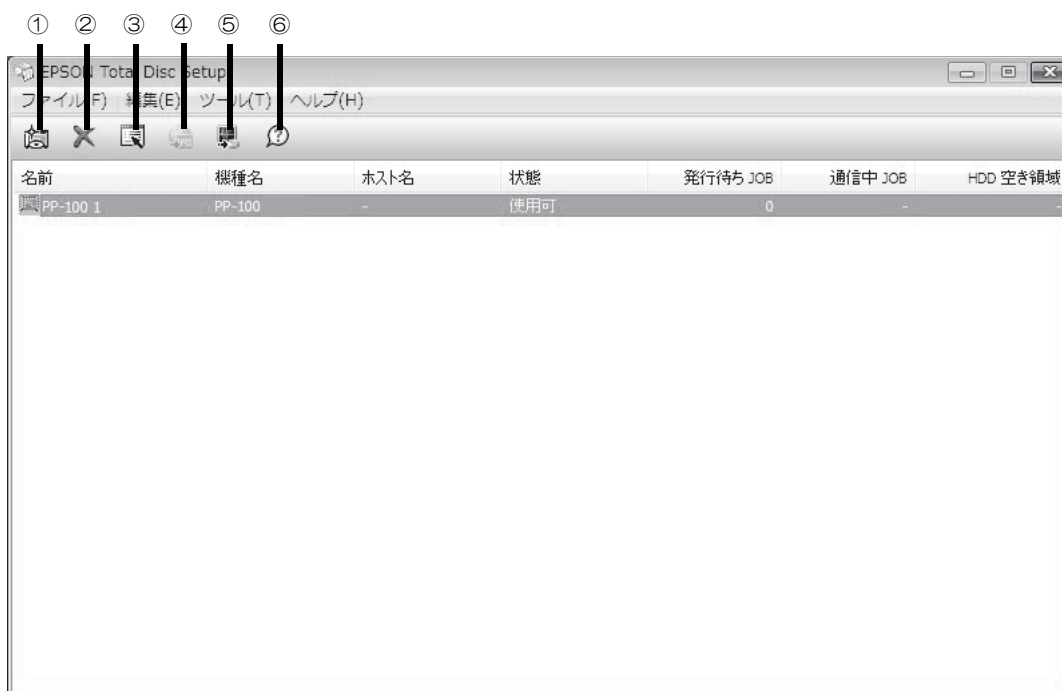 ① ② ③ ④ ⑤ ⑥
EPSON Total Disc Setup
ファイル(F) 編集(E) ツール(T) ヘルプ(H)
名前 機種名 ホスト名 状態 発行待ち JOB 通信中 JOB HDD 空き領域
PP-100 1 PP-100 - 使用可 0 - -